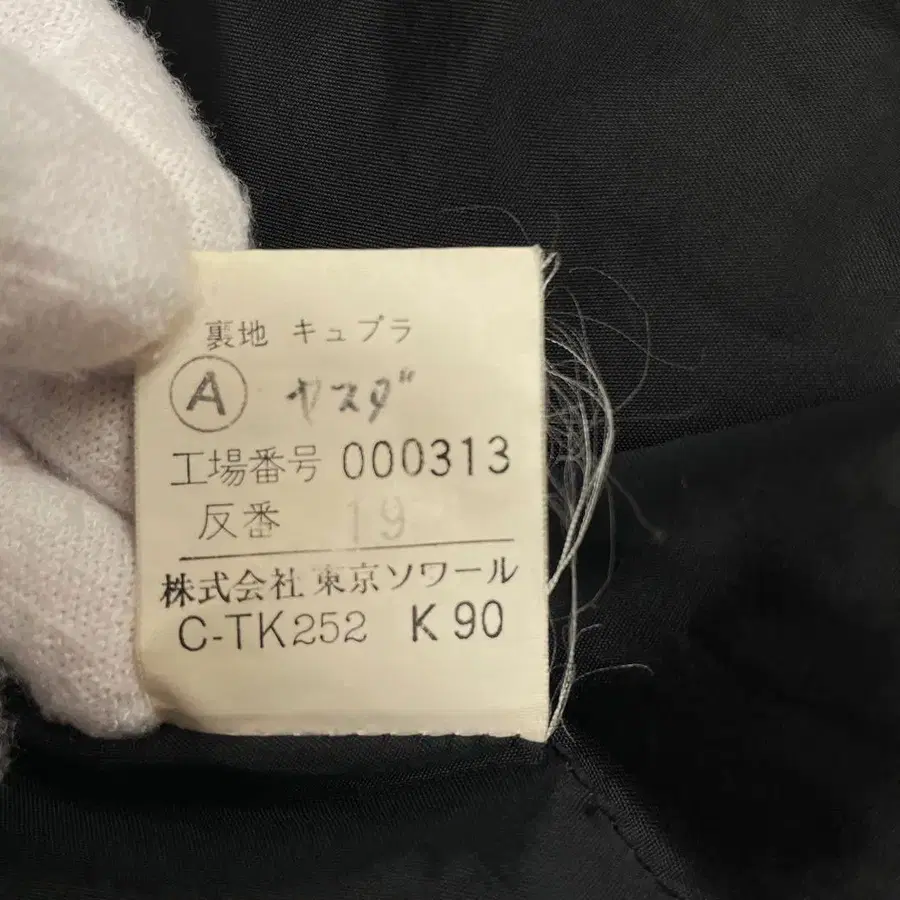 裏地 キュプラ
Ⓐ ヤスダ
工場番号 000313
反番 19
株式会社 東京ソワール
C-TK252 K90